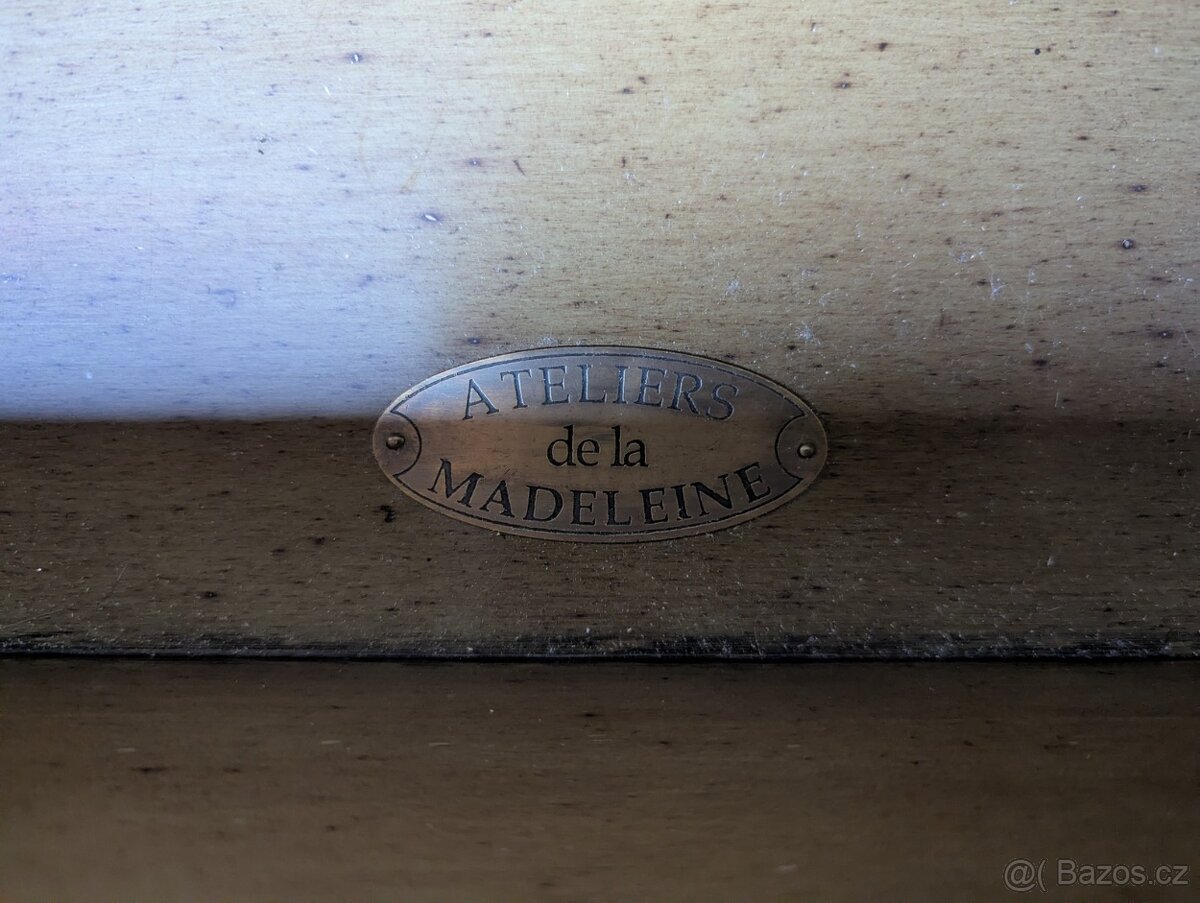 ATELIERS
de la
MADELEINE
@( Bazos.cz